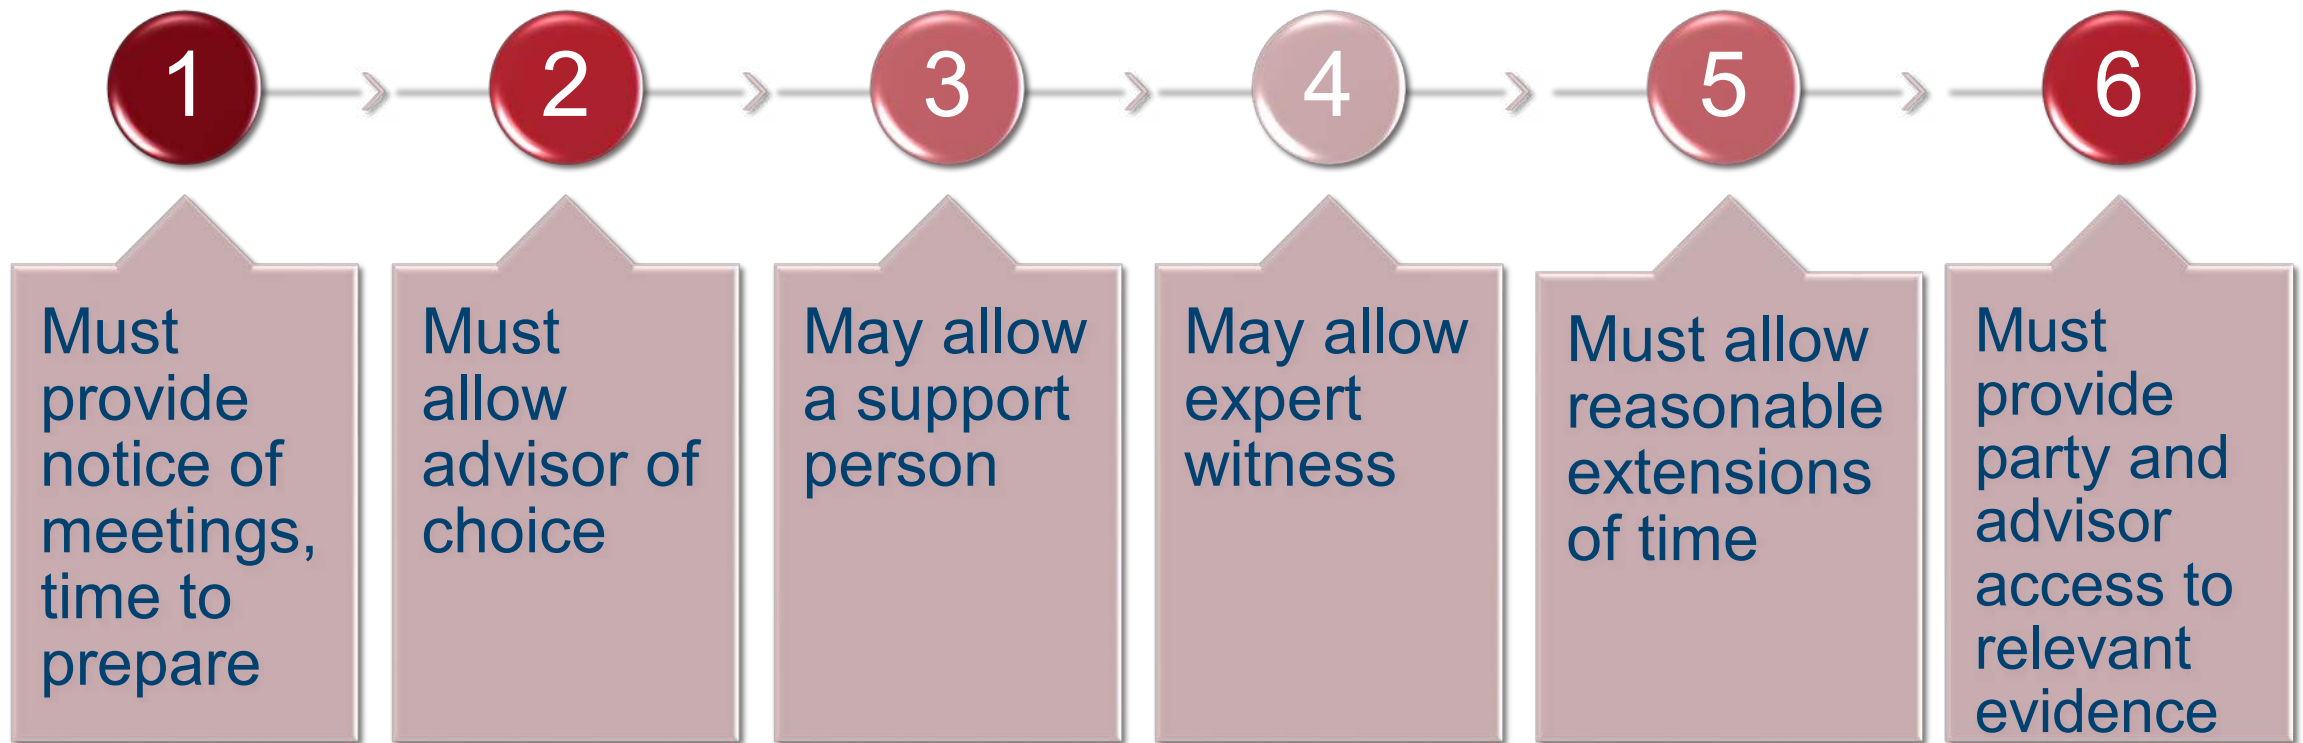 1
2
3
4
5
6
Must
provide
notice of
meetings,
time to
prepare
Must
allow
advisor of
choice
May allow
a support
person
May allow
expert
witness
Must allow
reasonable
extensions
of time
Must
provide
party and
advisor
access to
relevant
evidence